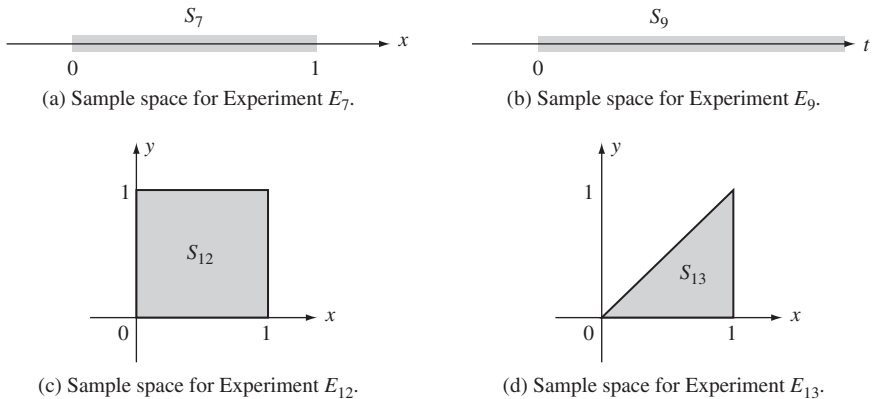 S7
x
0 1
(a) Sample space for Experiment E7.
S9
t
0
(b) Sample space for Experiment E9.
y
1
S12
x
0 1
(c) Sample space for Experiment E12.
y
1
S13
x
0 1
(d) Sample space for Experiment E13.